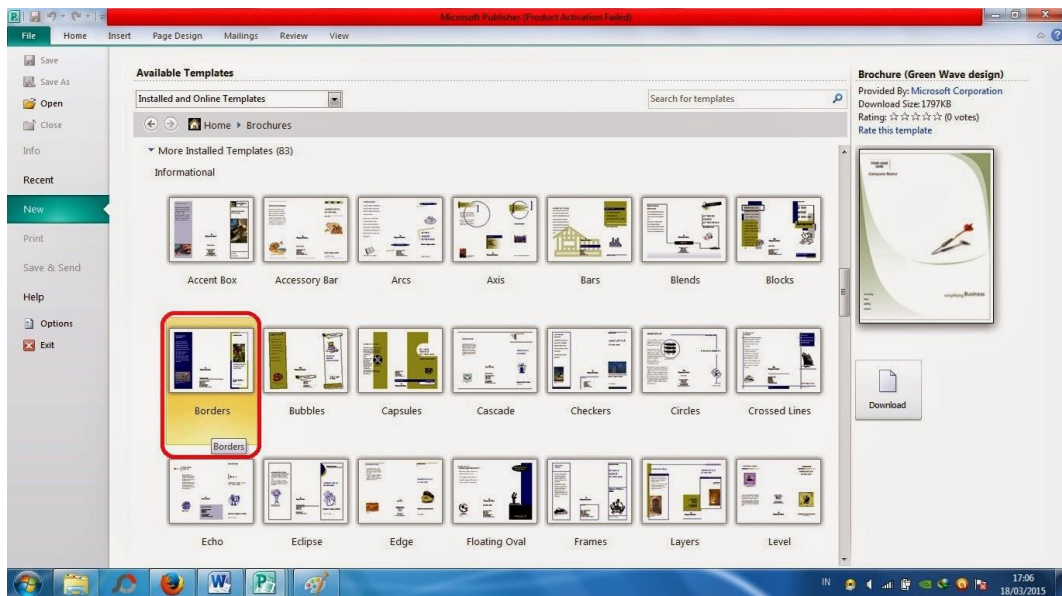 Microsoft Publisher (Product Activation Failed)
File Home Insert Page Design Mailings Review View
Save
Save As
Open
Close
Info
Recent
New
Print
Save & Send
Help
Options
Exit
Available Templates
Installed and Online Templates
Search for templates
Home Brochures
More Installed Templates (83)
Informational
Accent Box Accessory Bar Arcs Axis Bars Blends Blocks
Borders Bubbles Capsules Cascade Checkers Circles Crossed Lines
Borders
Echo Eclipse Edge Floating Oval Frames Layers Level
Brochure (Green Wave design)
Provided By: Microsoft Corporation
Download Size: 1797KB
Rating: ☆☆☆☆☆ (0 votes)
Rate this template
YOUR LOGO
HERE
Company Name
simplifying Business
Download
IN
17:06
18/03/2015